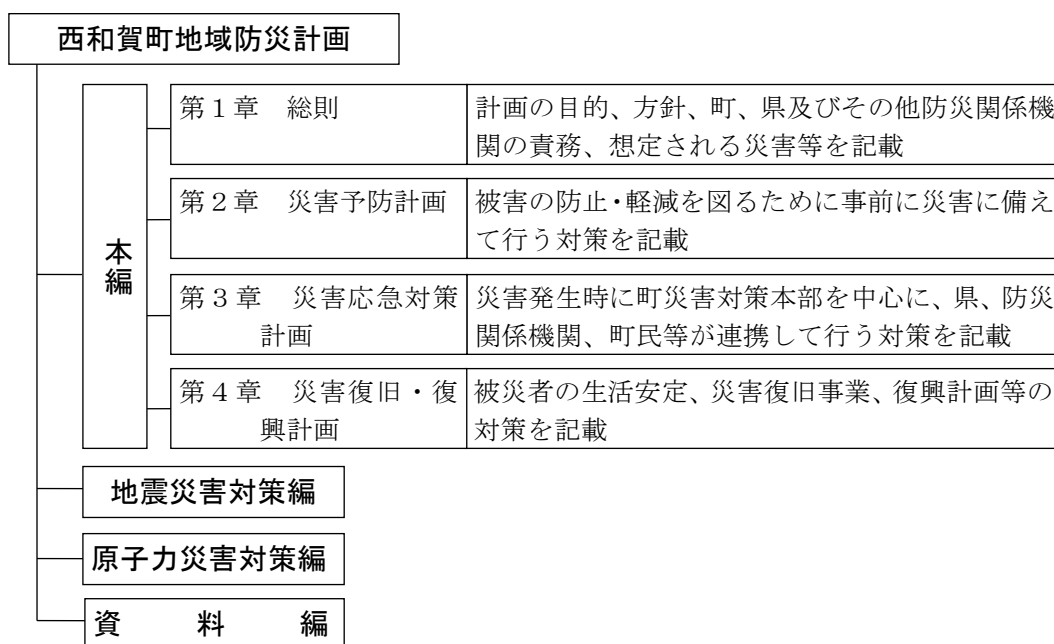 西和賀町地域防災計画
本編
第１章　総則
計画の目的、方針、町、県及びその他防災関係機
関の責務、想定される災害等を記載
第２章　災害予防計画
被害の防止・軽減を図るために事前に災害に備え
て行う対策を記載
第３章　災害応急対策
計画
災害発生時に町災害対策本部を中心に、県、防災
関係機関、町民等が連携して行う対策を記載
第４章　災害復旧・復
興計画
被災者の生活安定、災害復旧事業、復興計画等の
対策を記載
地震災害対策編
原子力災害対策編
資　料　編